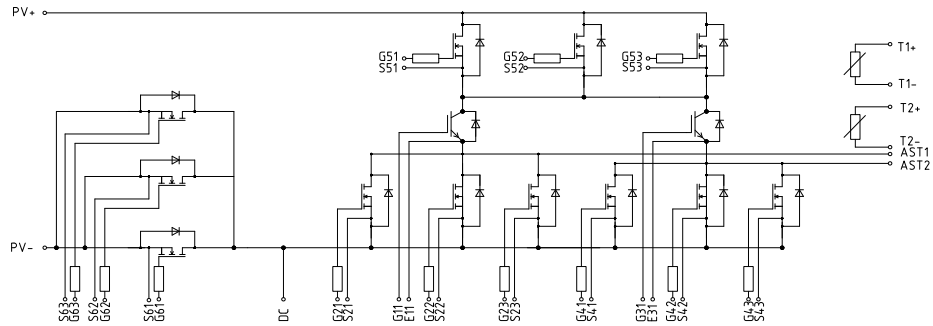 PV+
G51
S51
G52
S52
G53
S53
T1+
T1-
T2+
T2-
AST1
AST2
PV-
S63
G63
S62
G62
S61
G61
DC
G21
S21
G11
E11
G22
S22
G23
S23
G41
S41
G31
E31
G42
S42
G43
S43